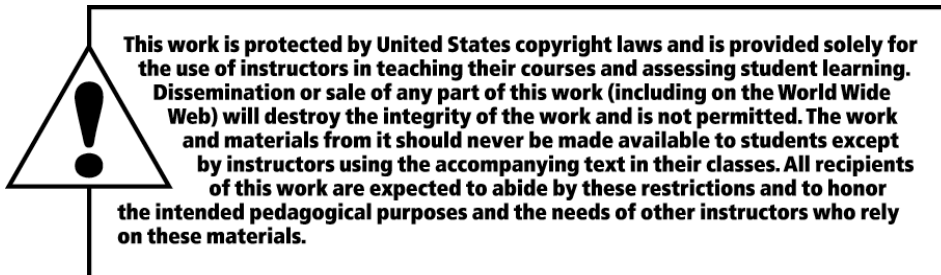 This work is protected by United States copyright laws and is provided solely for
the use of instructors in teaching their courses and assessing student learning.
Dissemination or sale of any part of this work (including on the World Wide
Web) will destroy the integrity of the work and is not permitted. The work
and materials from it should never be made available to students except
by instructors using the accompanying text in their classes. All recipients
of this work are expected to abide by these restrictions and to honor
the intended pedagogical purposes and the needs of other instructors who rely
on these materials.